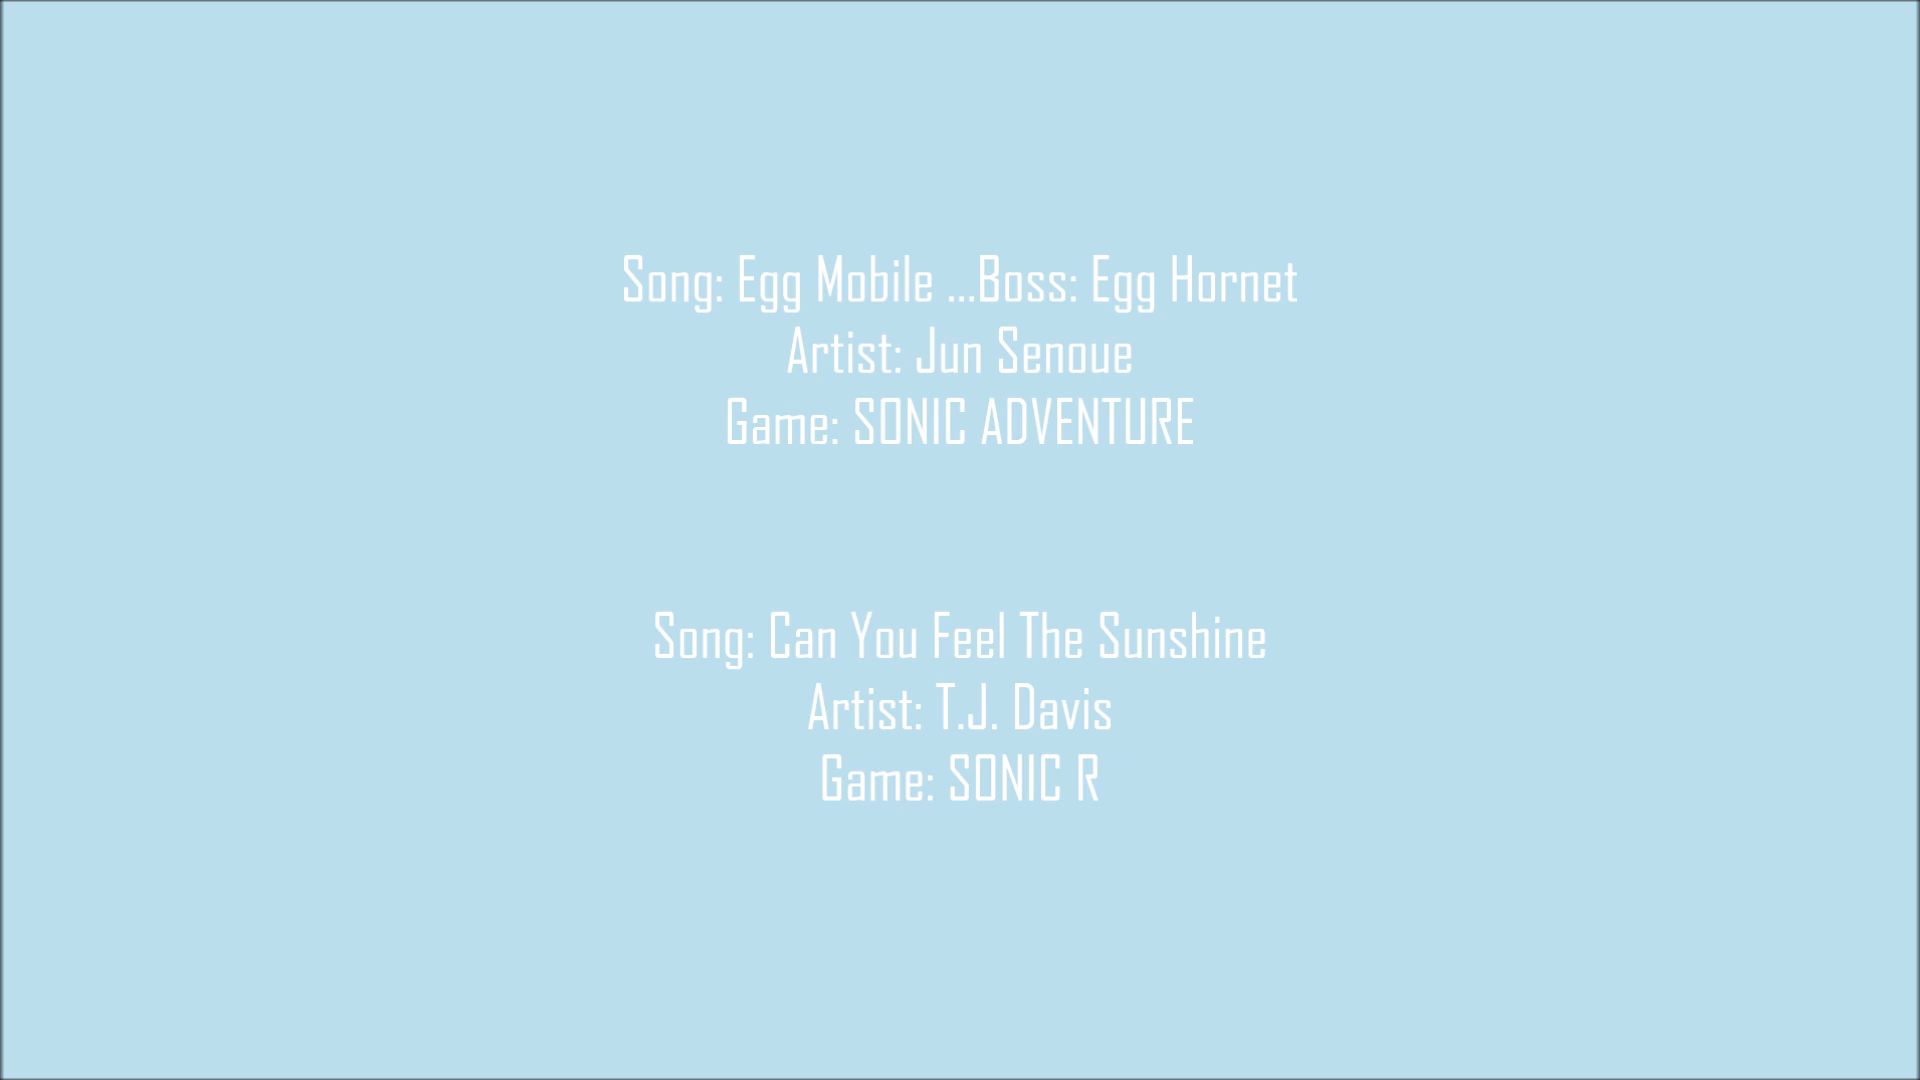 Song: Egg Mobile ...Boss: Egg Hornet
Artist: Jun Senoue
Game: SONIC ADVENTURE
Song: Can You Feel The Sunshine
Artist: T.J. Davis
Game: SONIC R